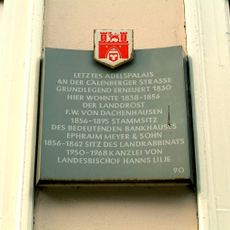 LETZTES ADELSPALAIS
AN DER CALENBERGER STRASSE
GRUNDLEGEND ERNEUERT 1830
HIER WOHNTE 1838-1856
DER LANDDROST
F.W. VON DACHENHAUSEN
1856-1895 STAMMSITZ
DES BEDEUTENDEN BANKHAUSES
EPHRAIM MEYER & SOHN
1856-1862 SITZ DES LANDRABBINATS
1950-1968 KANZLEI VON
LANDESBISCHOF HANNS LILJE
90